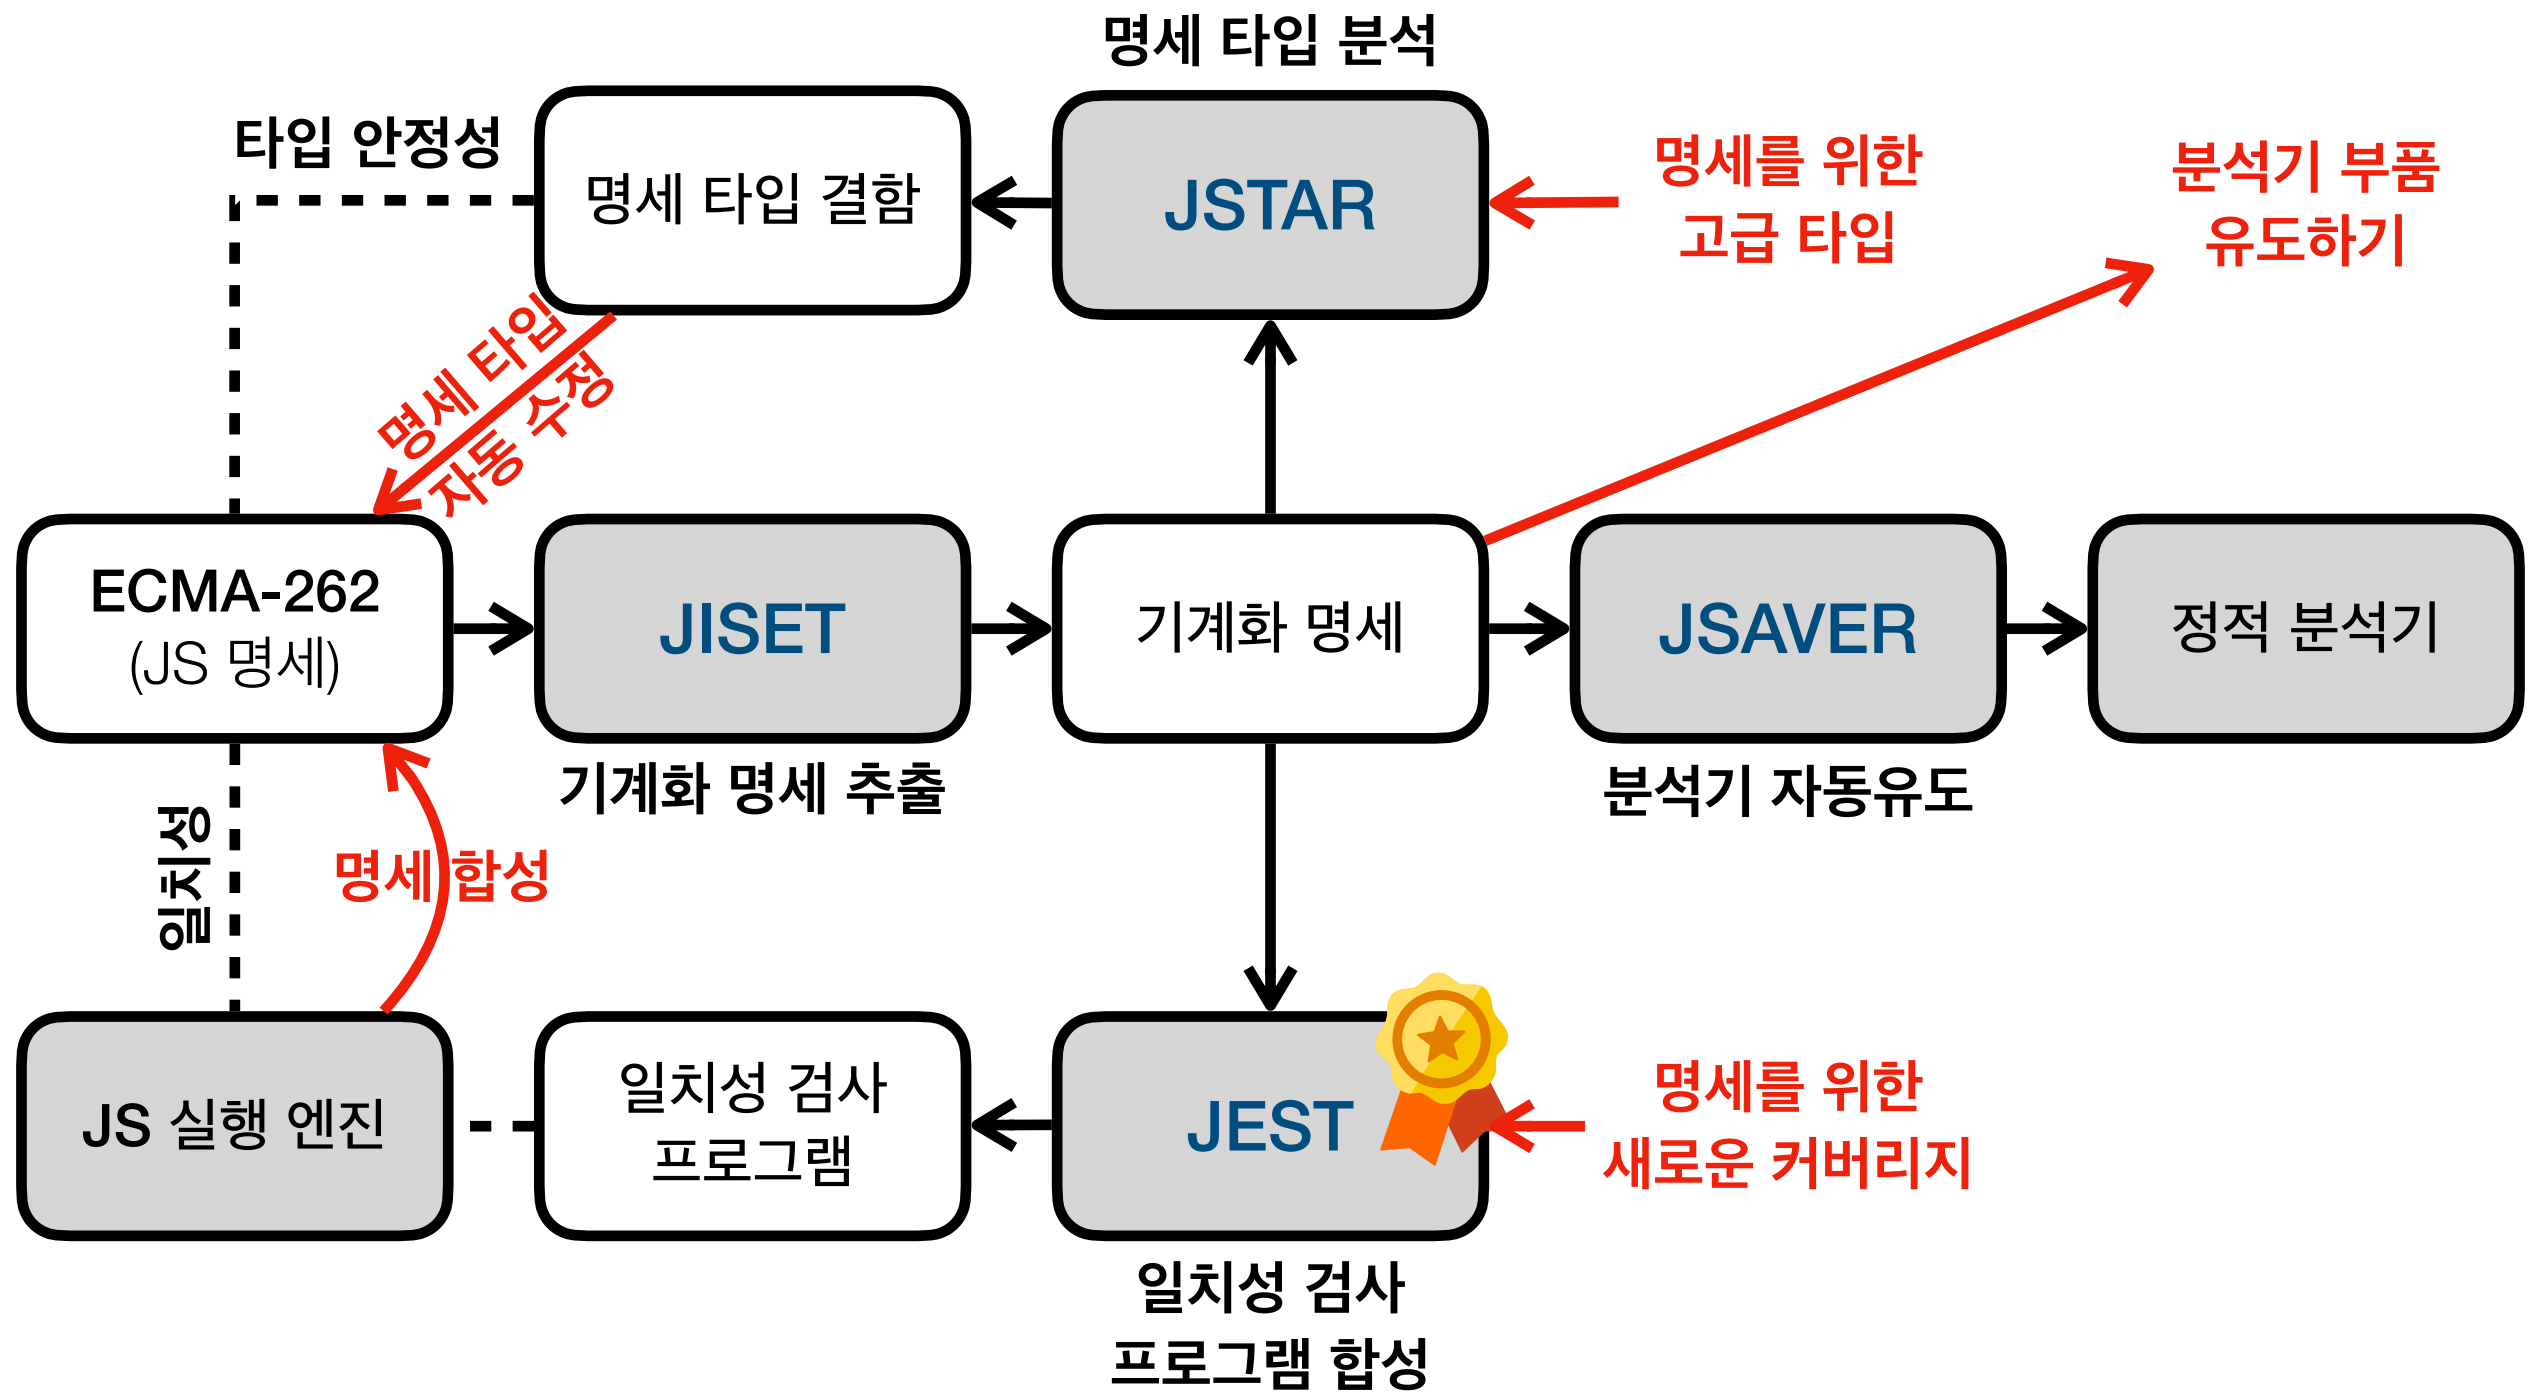 명세 타입 분석
타입 안정성
명세 타입 결함
JSTAR
명세를 위한
고급 타입
분석기 부품
유도하기
명세 타입
자동 수정
ECMA-262
(JS 명세)
JISET
기계화 명세
JSAVER
정적 분석기
기계화 명세 추출
분석기 자동유도
일치성
명세 합성
JS 실행 엔진
일치성 검사
프로그램
JEST
명세를 위한
새로운 커버리지
일치성 검사
프로그램 합성